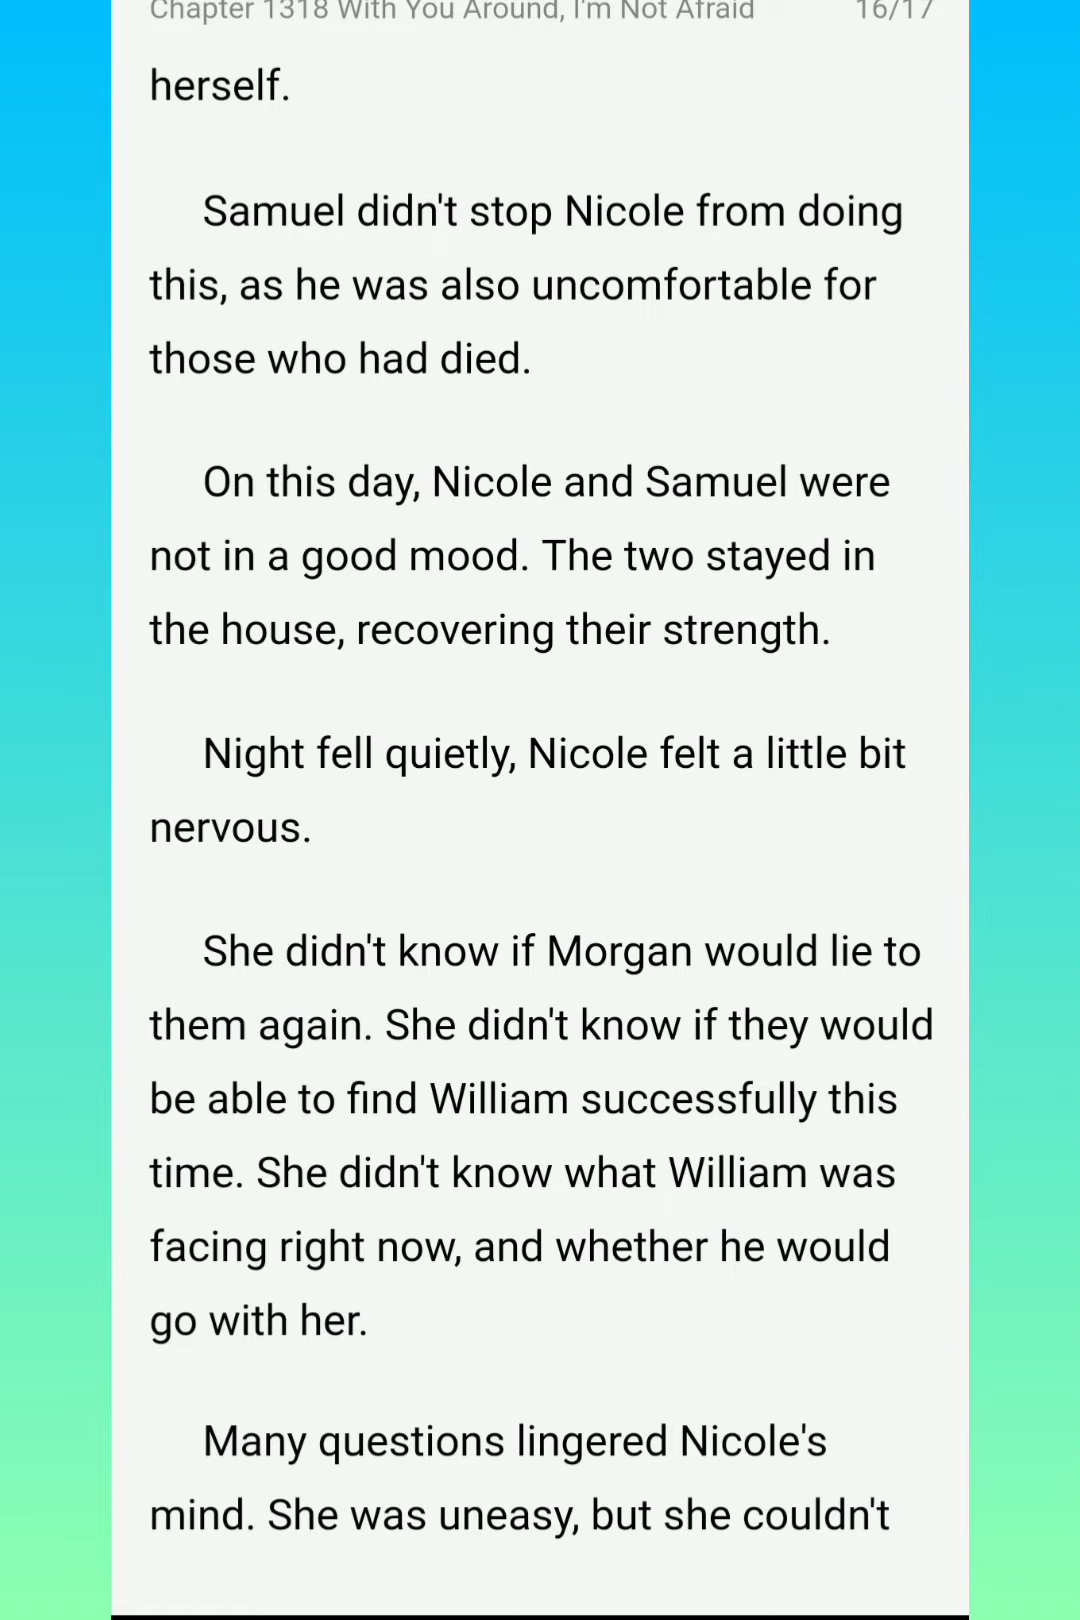 Chapter 1318 With You Around, I'm Not Afraid 16/17
herself.
Samuel didn't stop Nicole from doing
this, as he was also uncomfortable for
those who had died.
On this day, Nicole and Samuel were
not in a good mood. The two stayed in
the house, recovering their strength.
Night fell quietly, Nicole felt a little bit
nervous.
She didn't know if Morgan would lie to
them again. She didn't know if they would
be able to find William successfully this
time. She didn't know what William was
facing right now, and whether he would
go with her.
Many questions lingered Nicole's
mind. She was uneasy, but she couldn't